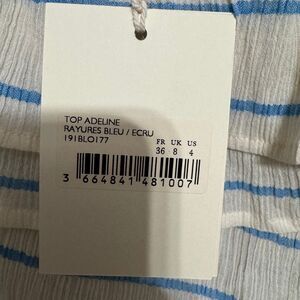 TOP ADELINE
RAYURES BLEU / ECRU
191BLO177
FR UK US
36 8 4
3 664841 481007